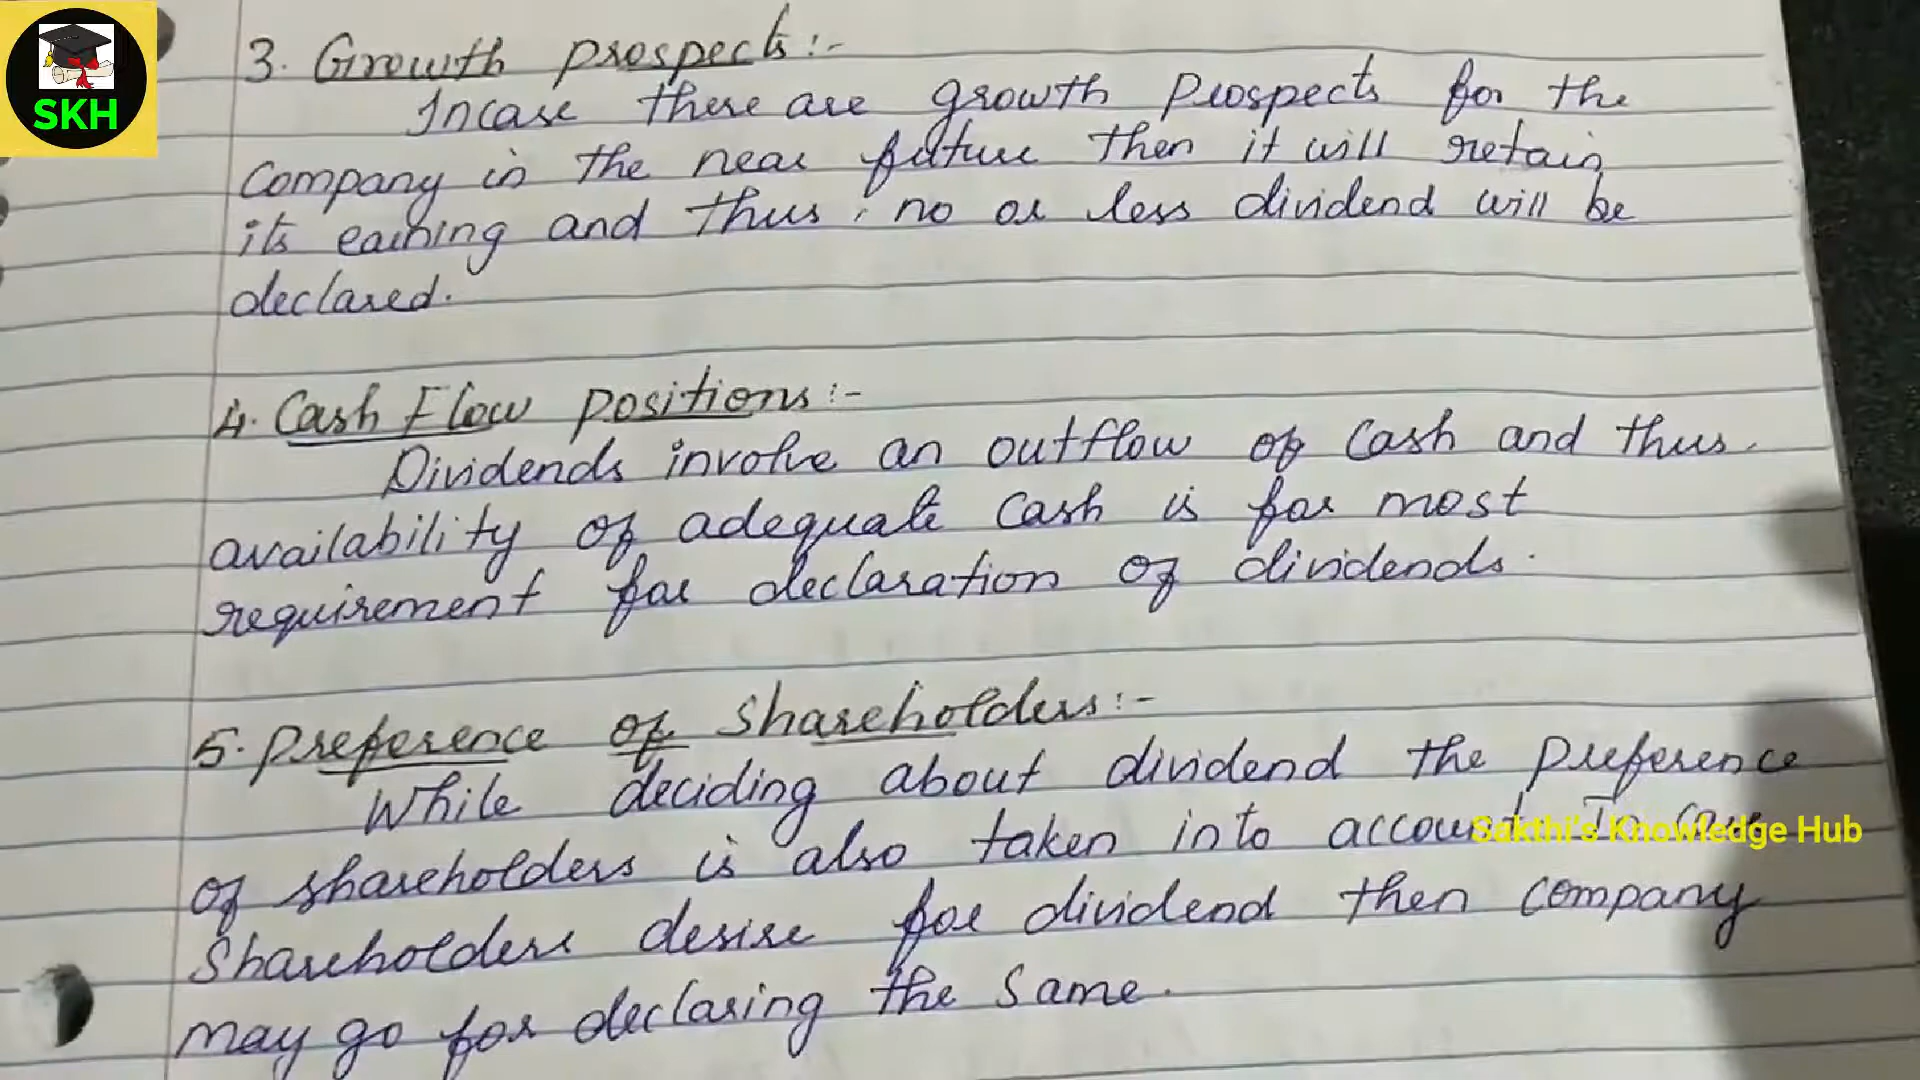 SKH
3. Growth prospects:-
Incase there are growth prospects for the
company in the near future then it will retain
its earning and thus, no or less dividend will be
declared.
4. Cash Flow positions:-
Dividends involve an outflow of cash and thus
availability of adequate cash is for most
requirement for declaration of dividends.
5. Preference of shareholders:-
While deciding about dividend the preference
of shareholders is also taken into account. In case
Sakthi's Knowledge Hub
Shareholders desire for dividend then company
may go for declaring the same.